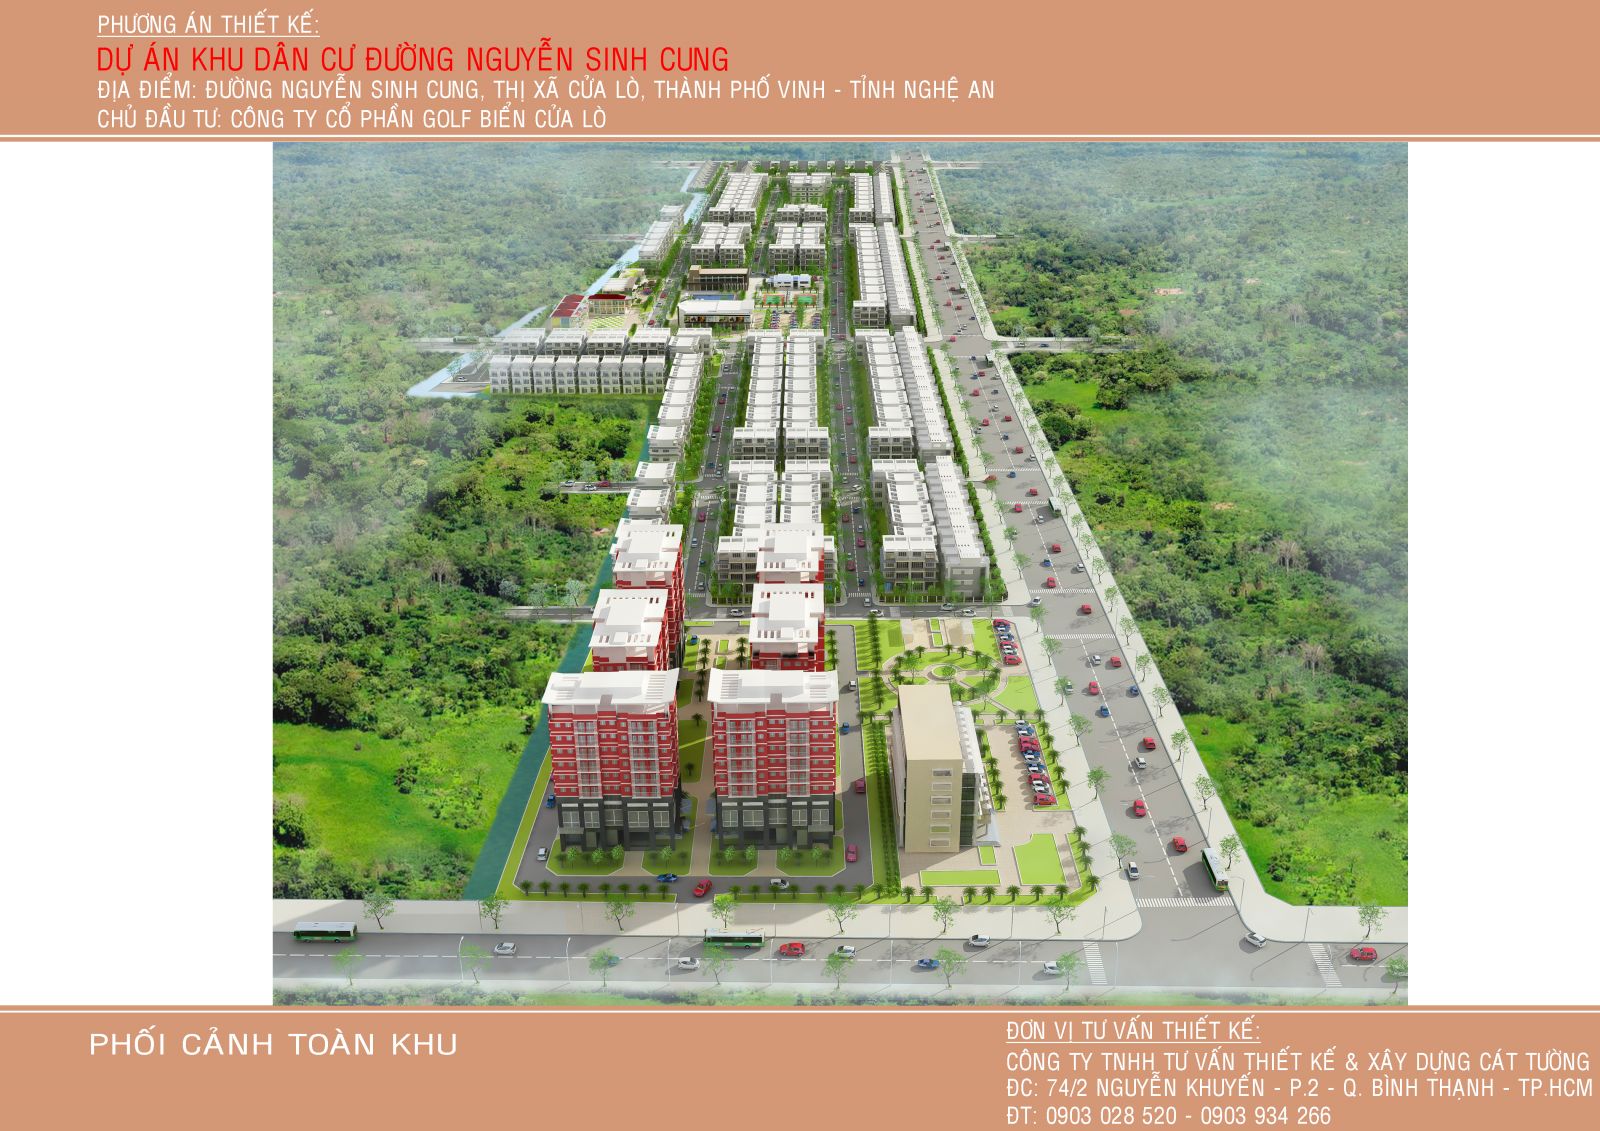 PHƯƠNG ÁN THIẾT KẾ:
DỰ ÁN KHU DÂN CƯ ĐƯỜNG NGUYỄN SINH CUNG
ĐỊA ĐIỂM: ĐƯỜNG NGUYỄN SINH CUNG, THỊ XÃ CỬA LÒ, THÀNH PHỐ VINH - TỈNH NGHỆ AN
CHỦ ĐẦU TƯ: CÔNG TY CỔ PHẦN GOLF BIỂN CỬA LÒ
PHỐI CẢNH TOÀN KHU
ĐƠN VỊ TƯ VẤN THIẾT KẾ:
CÔNG TY TNHH TƯ VẤN THIẾT KẾ & XÂY DỰNG CÁT TƯỜNG
ĐC: 74/2 NGUYỄN KHUYẾN - P.2 - Q. BÌNH THẠNH - TP.HCM
ĐT: 0903 028 520 - 0903 934 266